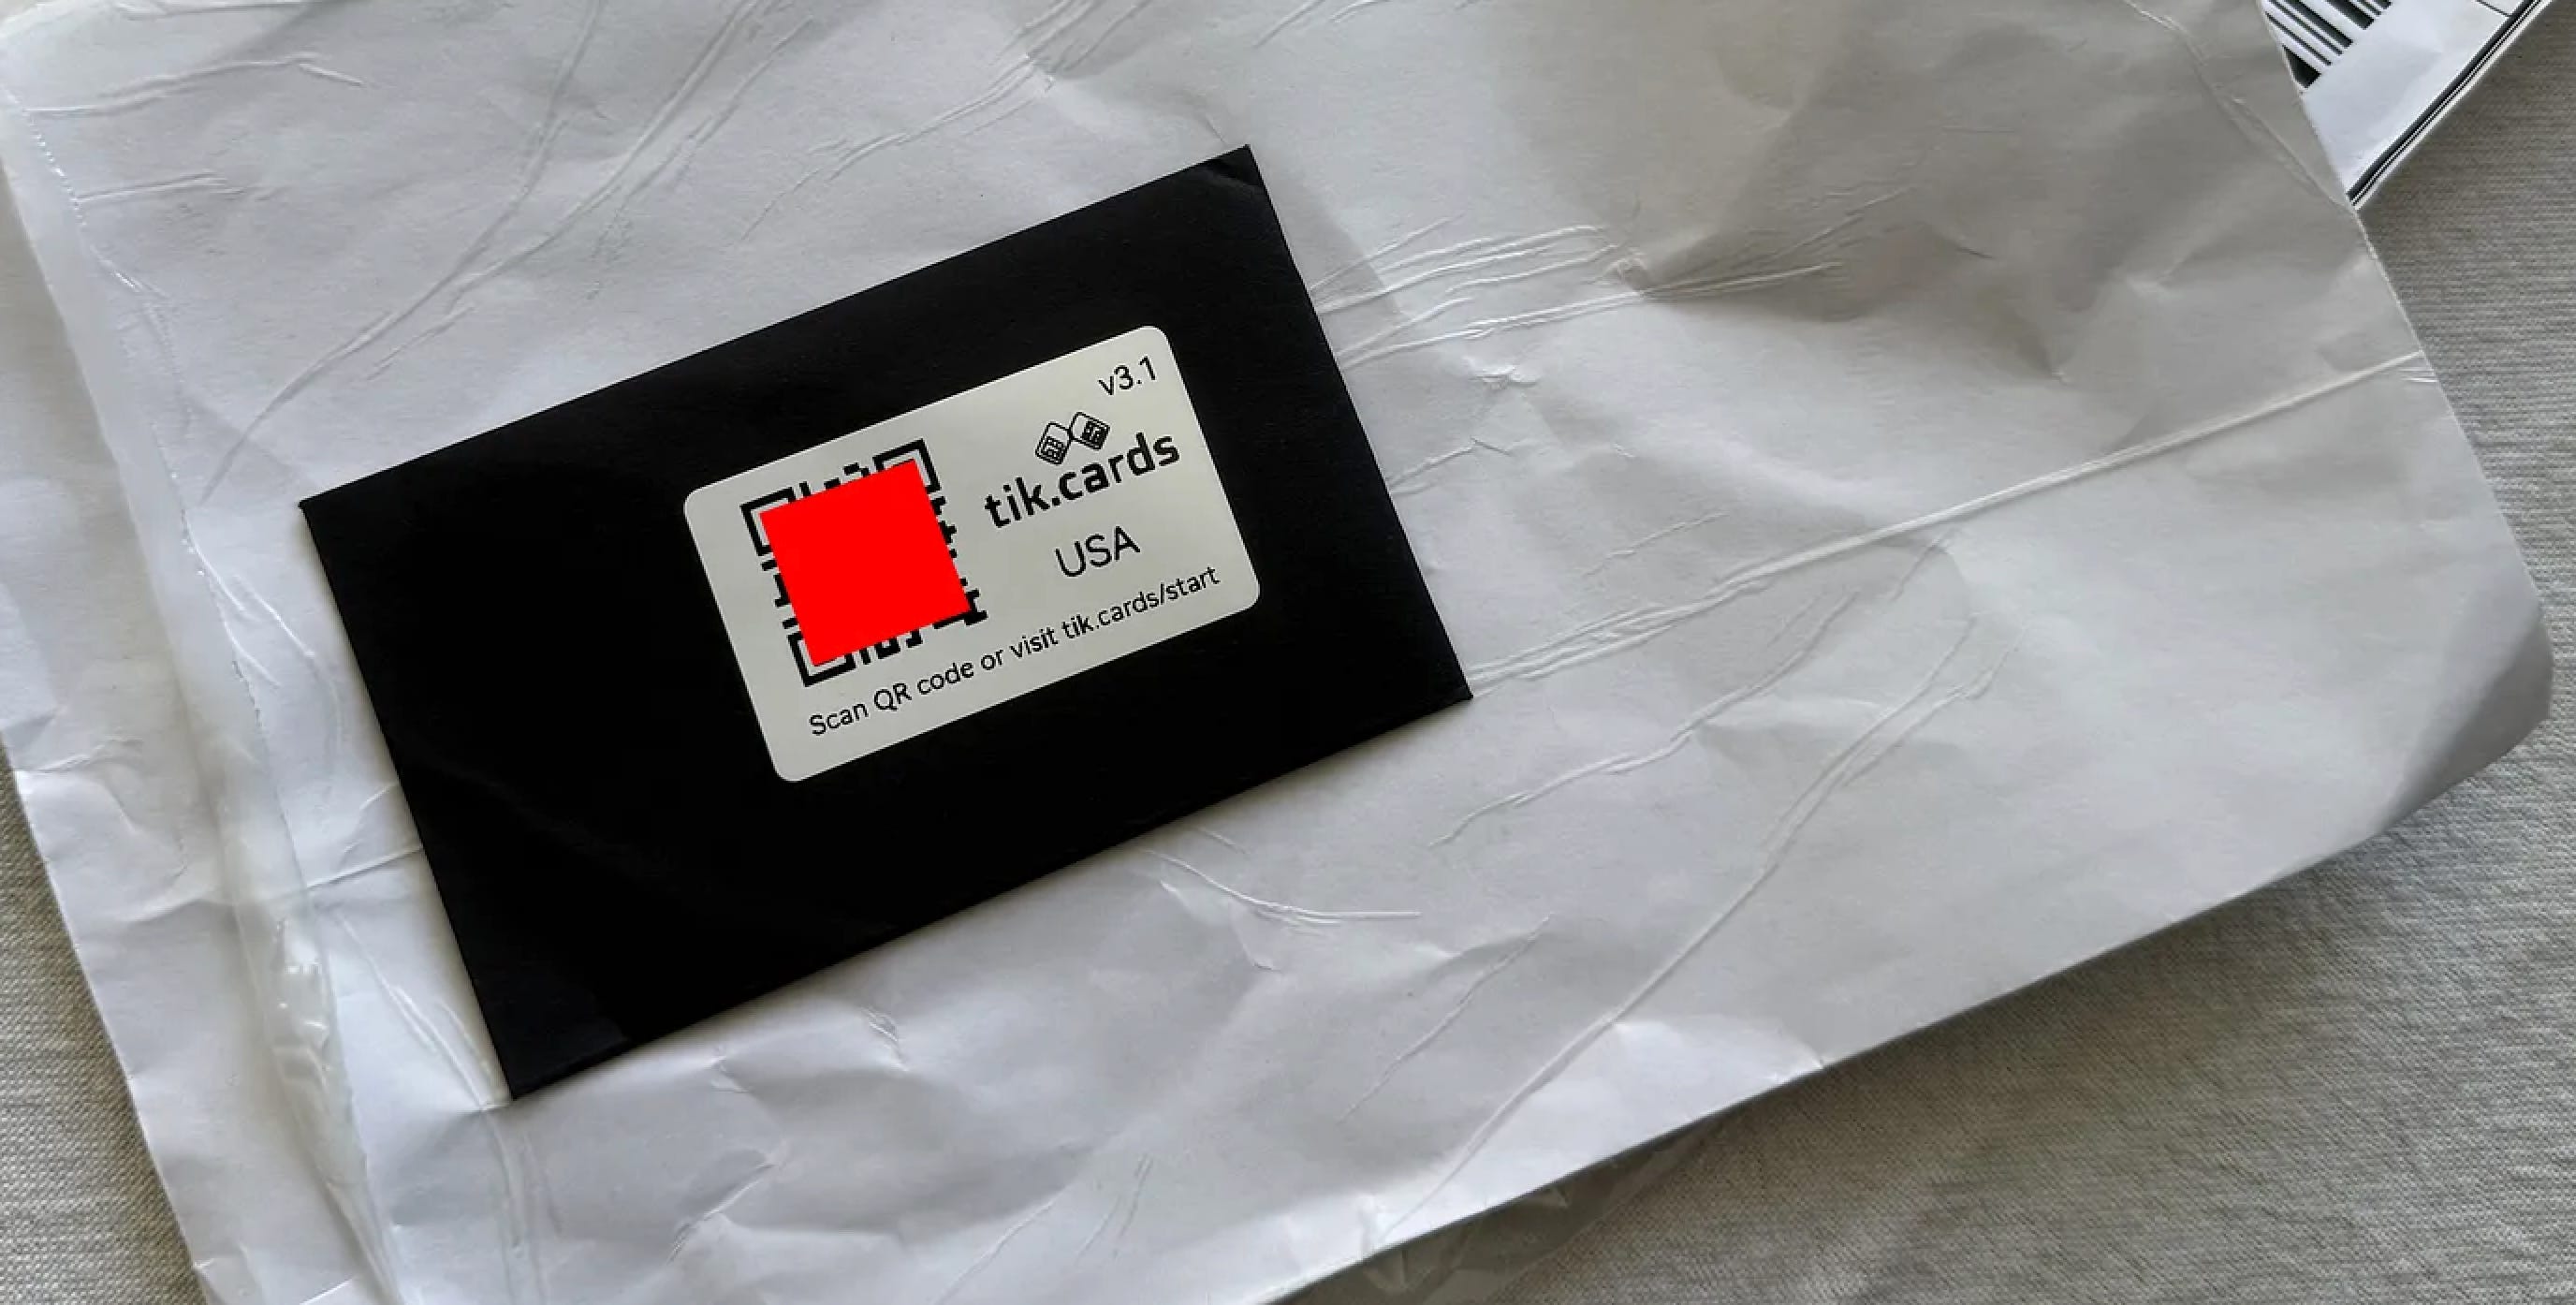 v3.1
tik.cards
USA
Scan QR code or visit tik.cards/start